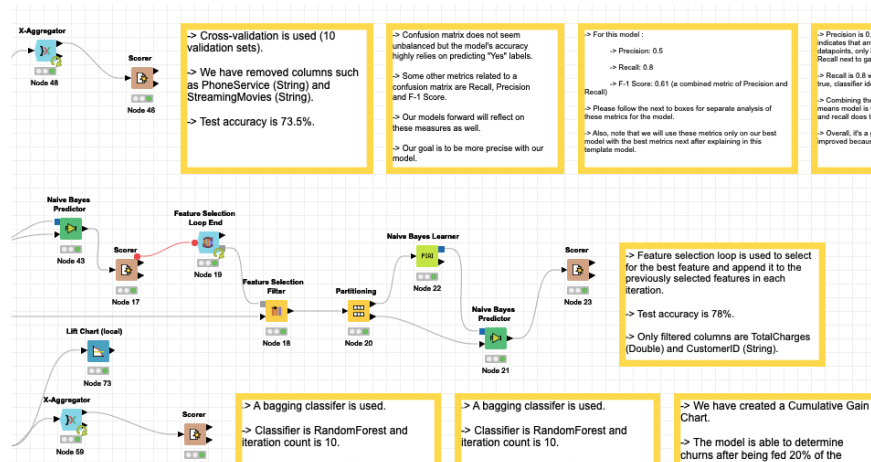 X-Aggregator
Node 48
Scorer
Node 46
-> Cross-validation is used (10
validation sets).
-> We have removed columns such
as PhoneService (String) and
StreamingMovies (String).
-> Test accuracy is 73.5%.
-> Confusion matrix does not seem
unbalanced but the model's accuracy
highly relies on predicting "Yes" labels.
-> Some other metrics related to a
confusion matrix are Recall, Precision
and F-1 Score.
-> Our models forward will reflect on
these measures as well.
-> Our goal is to be more precise with our
model.
-> For this model :
-> Precision: 0.5
-> Recall: 0.8
-> F-1 Score: 0.61 (a combined metric of Precision and
Recall)
-> Please follow the next to boxes for separate analysis of
these metrics for the model.
-> Also, note that we will use these metrics only on our best
model with the best metrics next after explaining in this
template model.
-> Precision is 0.
indicates that
datapoints, only
Recall next to
-> Recall is 0.8
true, classifier
-> Combining the
means model is
and recall does
-> Overall, it's a
improved
Naive Bayes
Predictor
Node 43
Scorer
Node 17
Feature Selection
Loop End
Node 19
Feature Selection
Filter
Node 18
Partitioning
Node 20
Naive Bayes Learner
Node 22
Naive Bayes
Predictor
Node 21
Scorer
Node 23
-> Feature selection loop is used to select
for the best feature and append it to the
previously selected features in each
iteration.
-> Test accuracy is 78%.
-> Only filtered columns are TotalCharges
(Double) and CustomerID (String).
Lift Chart (local)
Node 73
X-Aggregator
Node 59
Scorer
-> A bagging classifer is used.
-> Classifier is RandomForest and
iteration count is 10.
-> A bagging classifer is used.
-> Classifier is RandomForest and
iteration count is 10.
-> We have created a Cumulative Gain
Chart.
-> The model is able to determine
churns after being fed 20% of the